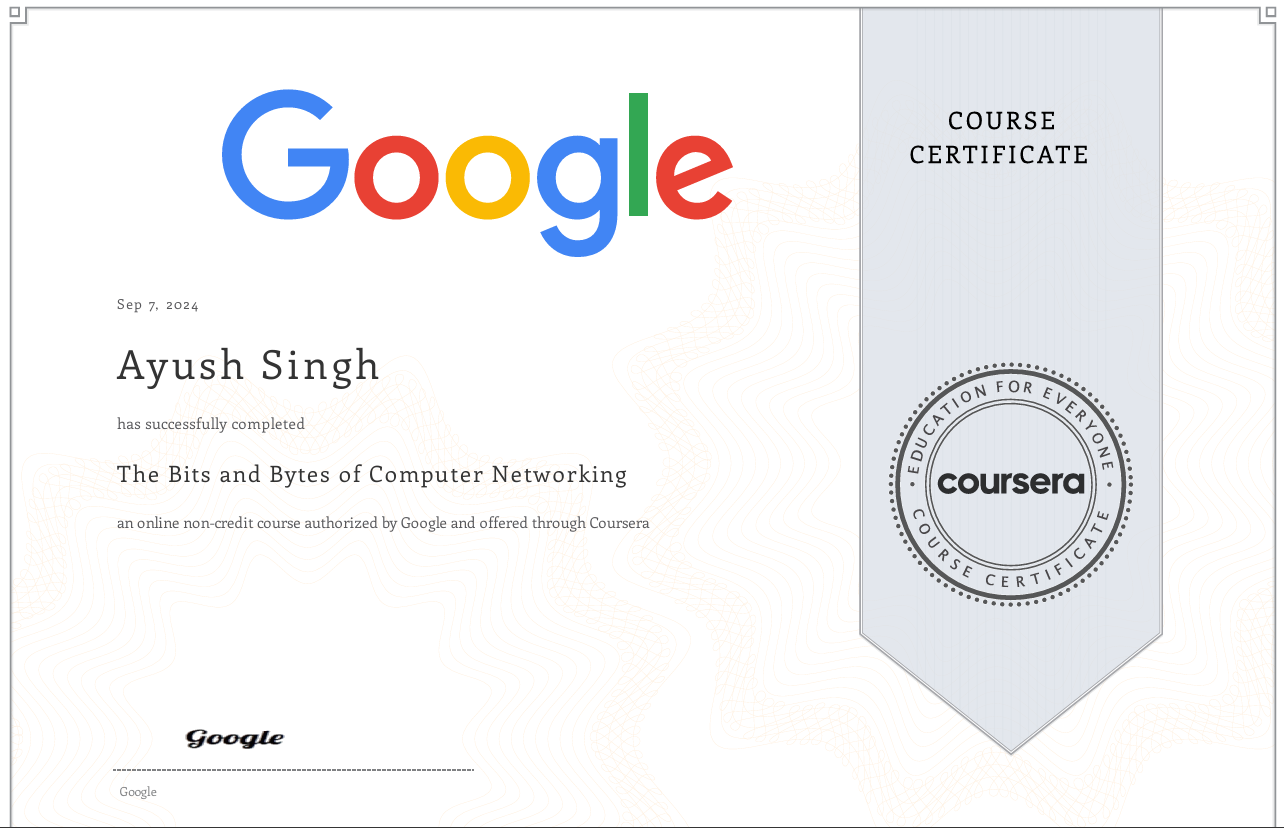 Google
COURSE
CERTIFICATE
Sep 7, 2024
Ayush Singh
has successfully completed
The Bits and Bytes of Computer Networking
an online non-credit course authorized by Google and offered through Coursera
EDUCATION FOR EVERYONE
coursera
COURSE CERTIFICATE
Google
Google